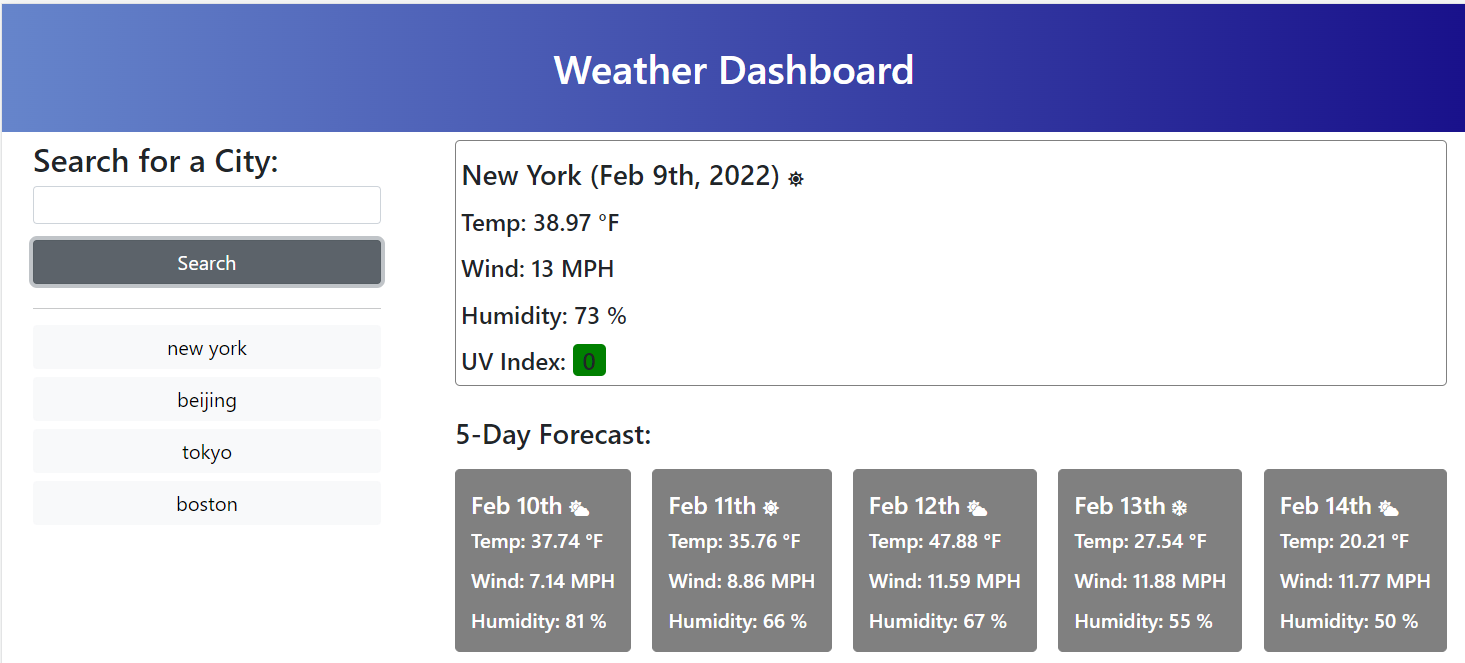 Weather Dashboard
Search for a City:
Search
new york
beijing
tokyo
boston
New York (Feb 9th, 2022)
Temp: 38.97 °F
Wind: 13 MPH
Humidity: 73 %
UV Index: 0
5-Day Forecast:
Feb 10th
Temp: 37.74 °F
Wind: 7.14 MPH
Humidity: 81 %
Feb 11th
Temp: 35.76 °F
Wind: 8.86 MPH
Humidity: 66 %
Feb 12th
Temp: 47.88 °F
Wind: 11.59 MPH
Humidity: 67 %
Feb 13th
Temp: 27.54 °F
Wind: 11.88 MPH
Humidity: 55 %
Feb 14th
Temp: 20.21 °F
Wind: 11.77 MPH
Humidity: 50 %